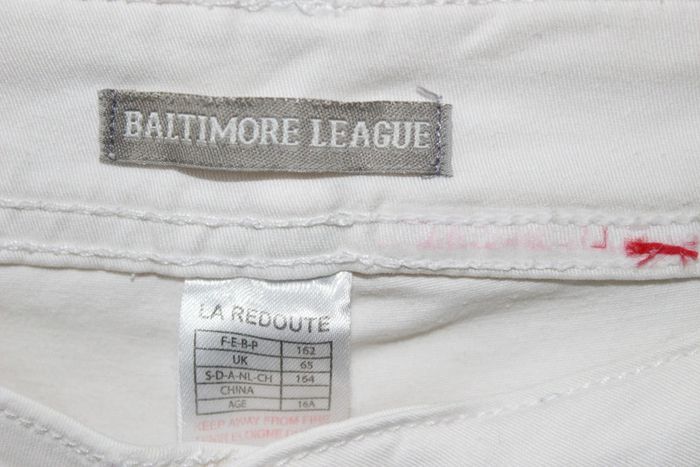 BALTIMORE LEAGUE
LA REDOUTE
F-E-B-P 162
UK 65
S-D-A-NL-CH 164
CHINA
AGE 16A
KEEP AWAY FROM FIRE